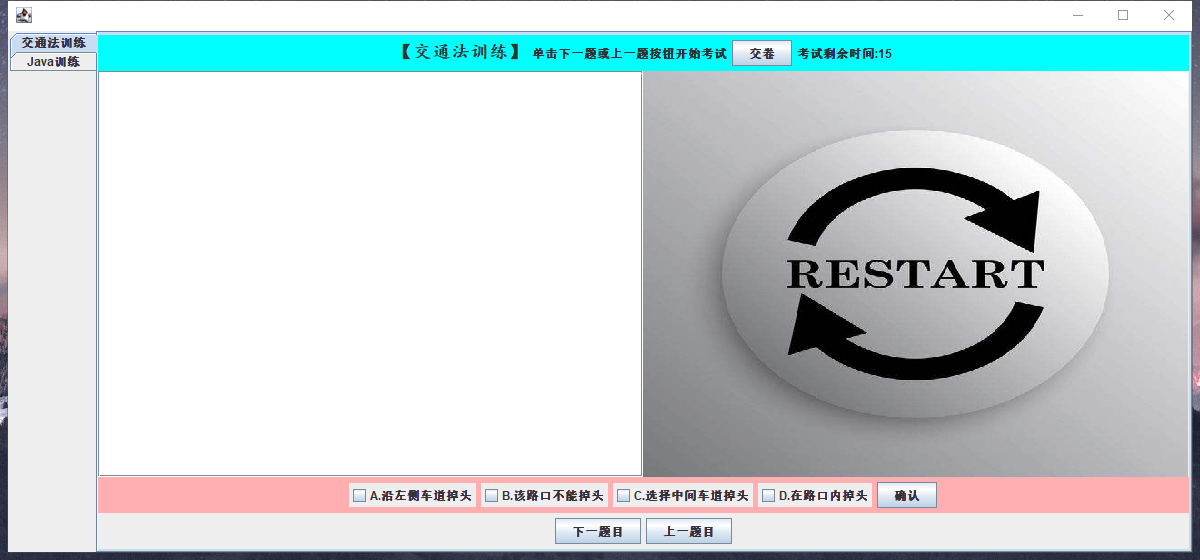 交通法训练
Java训练
【交通法训练】 单击下一题或上一题按钮开始考试 交卷 考试剩余时间:15
RESTART
A.沿左侧车道掉头 B.该路口不能掉头 C.选择中间车道掉头 D.在路口内掉头 确认
下一题目 上一题目